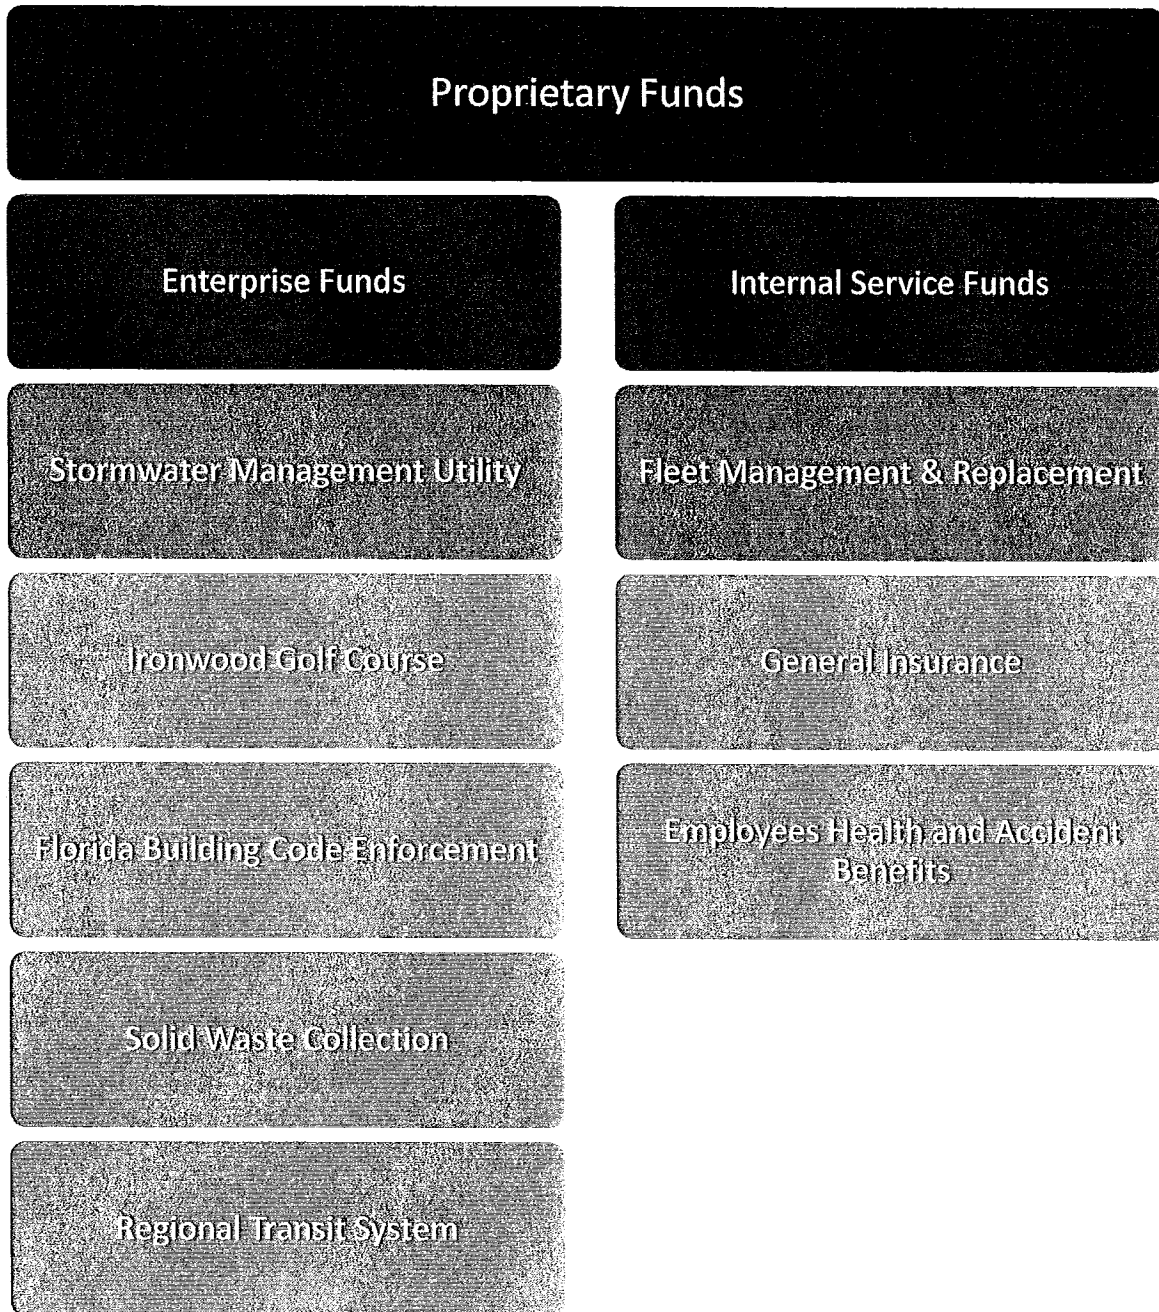 Proprietary Funds
Enterprise Funds
Internal Service Funds
Stormwater Management Utility
Fleet Management & Replacement
Ironwood Golf Course
General Insurance
Florida Building Code Enforcement
Employees Health and Accident
Benefits
Solid Waste Collection
Regional Transit System